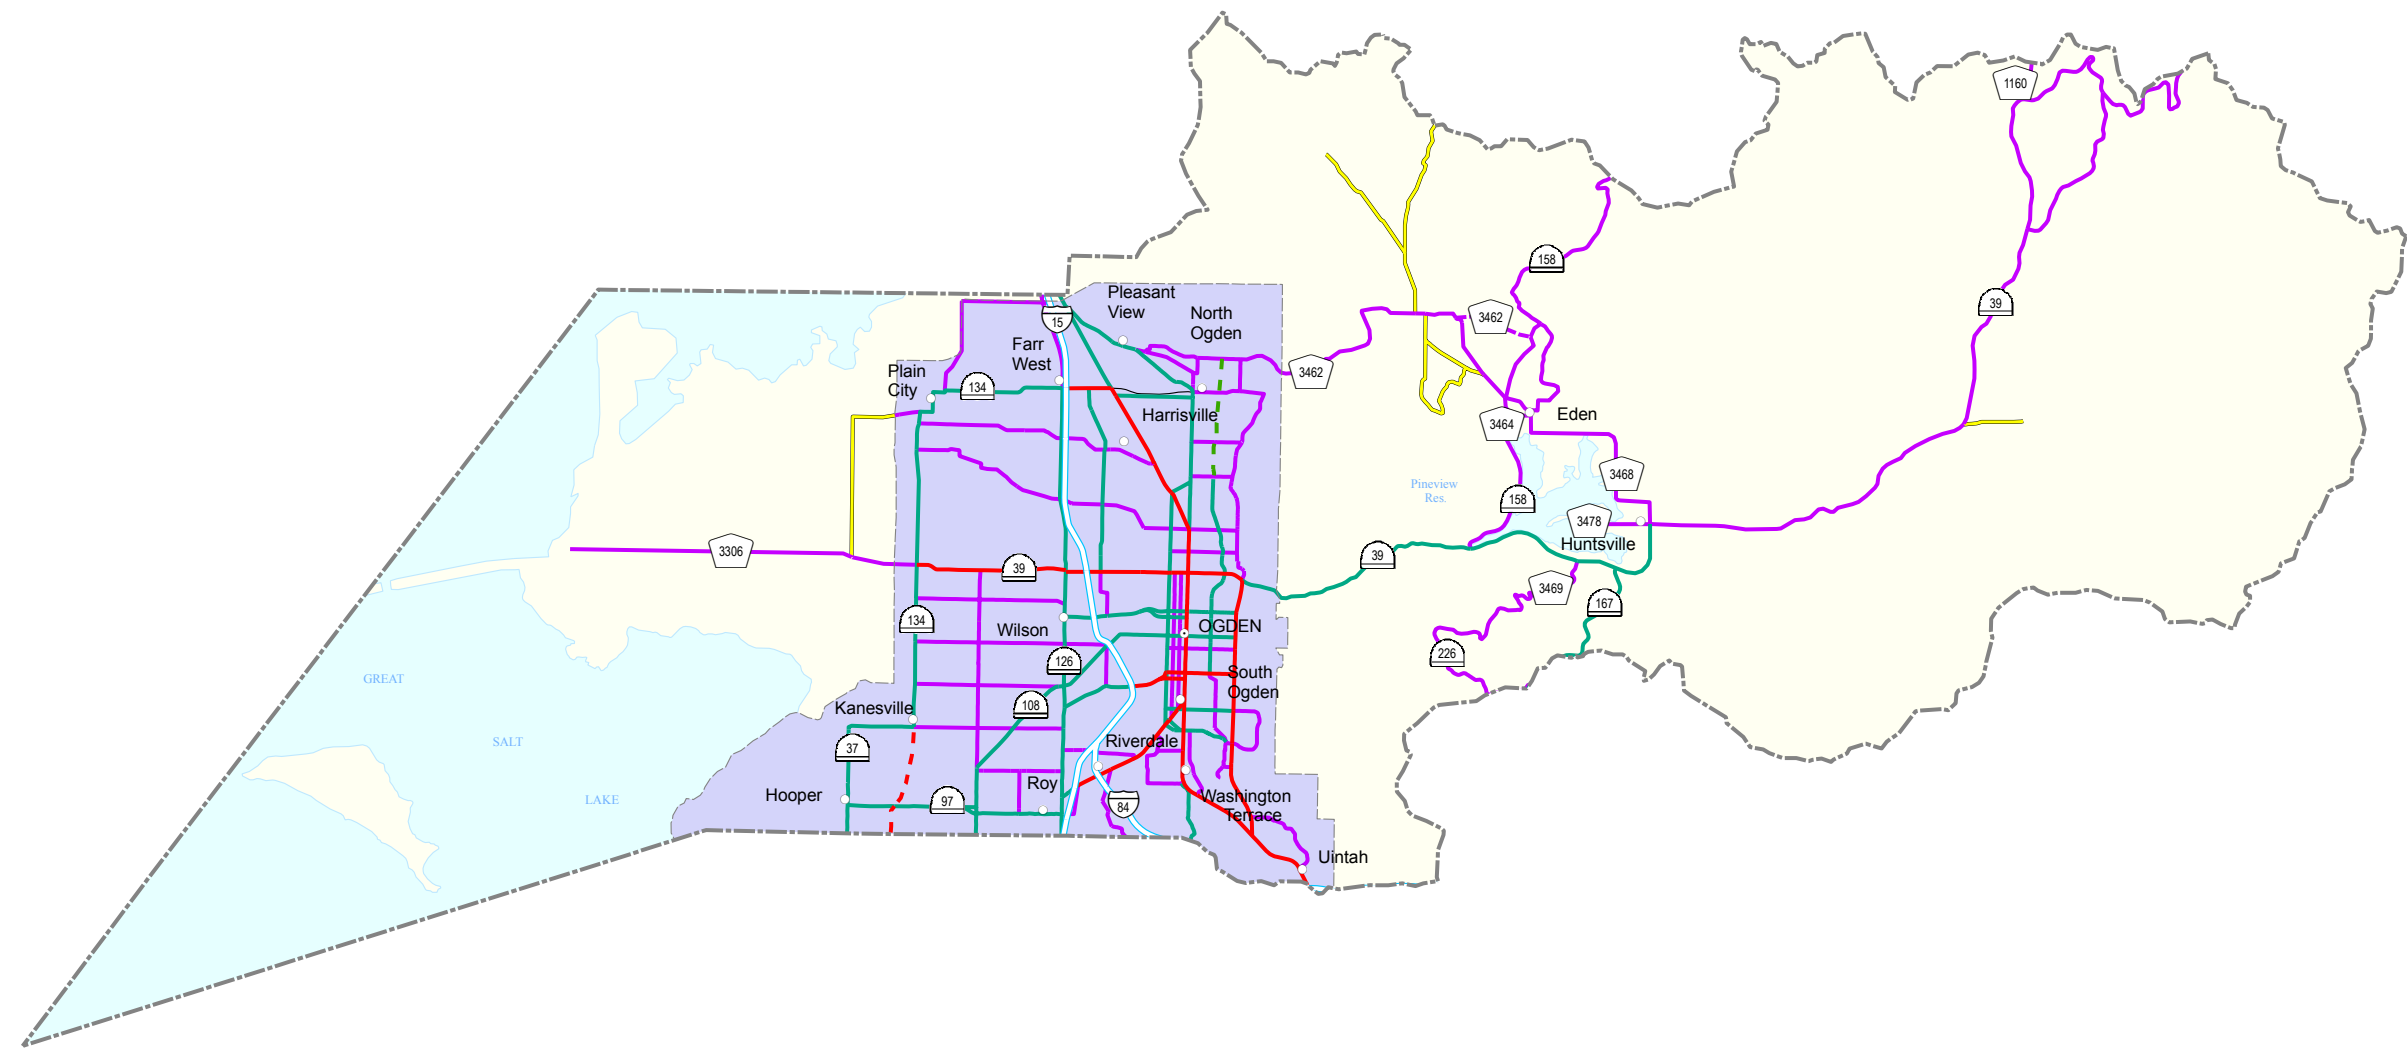 1160
158
39
Pleasant
View
North
Ogden
15
3462
Farr
West
3462
Plain
City
134
Harrisville
Eden
3464
3468
Pineview
Res.
158
3478
Huntsville
3306
39
39
3469
167
134
Wilson
OGDEN
126
226
GREAT
South
Ogden
108
Kanesville
SALT
37
Riverdale
Roy
Hooper
97
84
LAKE
Washington
Terrace
Uintah